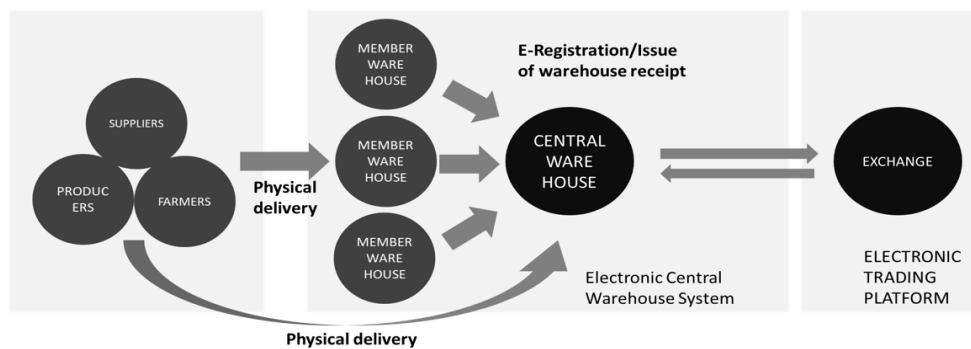 SUPPLIERS
PRODUC
ERS
FARMERS
Physical
delivery
MEMBER
WARE
HOUSE
MEMBER
WARE
HOUSE
MEMBER
WARE
HOUSE
E-Registration/Issue
of warehouse receipt
CENTRAL
WARE
HOUSE
Electronic Central
Warehouse System
EXCHANGE
ELECTRONIC
TRADING
PLATFORM
Physical delivery